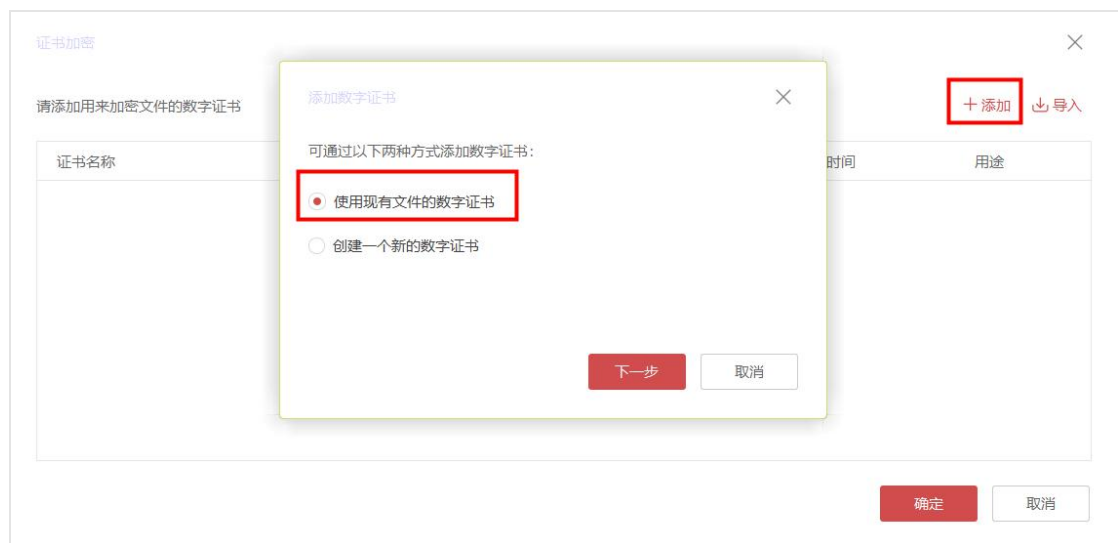 证书加密
请添加用来加密文件的数字证书
添加
导入
证书名称
时间
用途
添加数字证书
可通过以下两种方式添加数字证书：
使用现有文件的数字证书
创建一个新的数字证书
下一步
取消
确定
取消